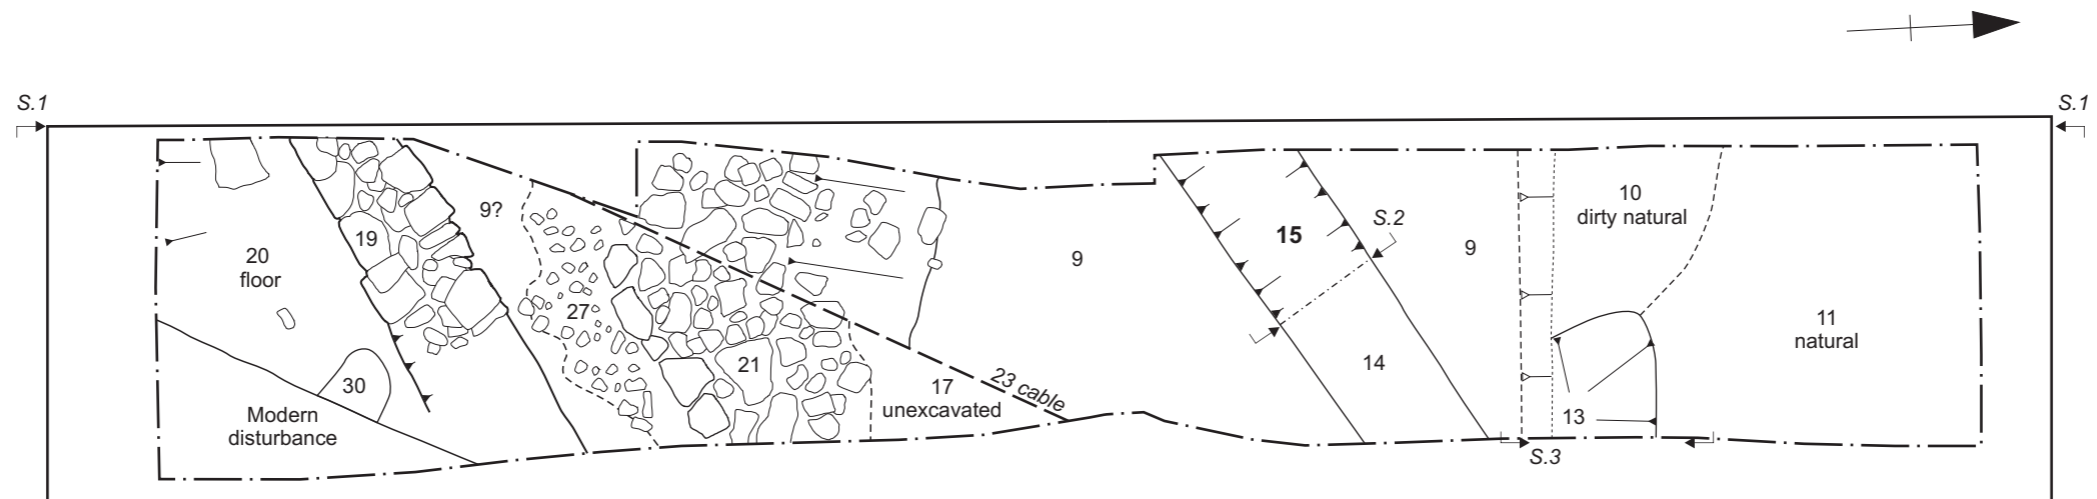 S.1
S.1
10
dirty natural
9?
19
S.2
15
20
floor
9
9
27
11
natural
21
14
30
17
unexcavated
23 cable
Modern
disturbance
13
S.3